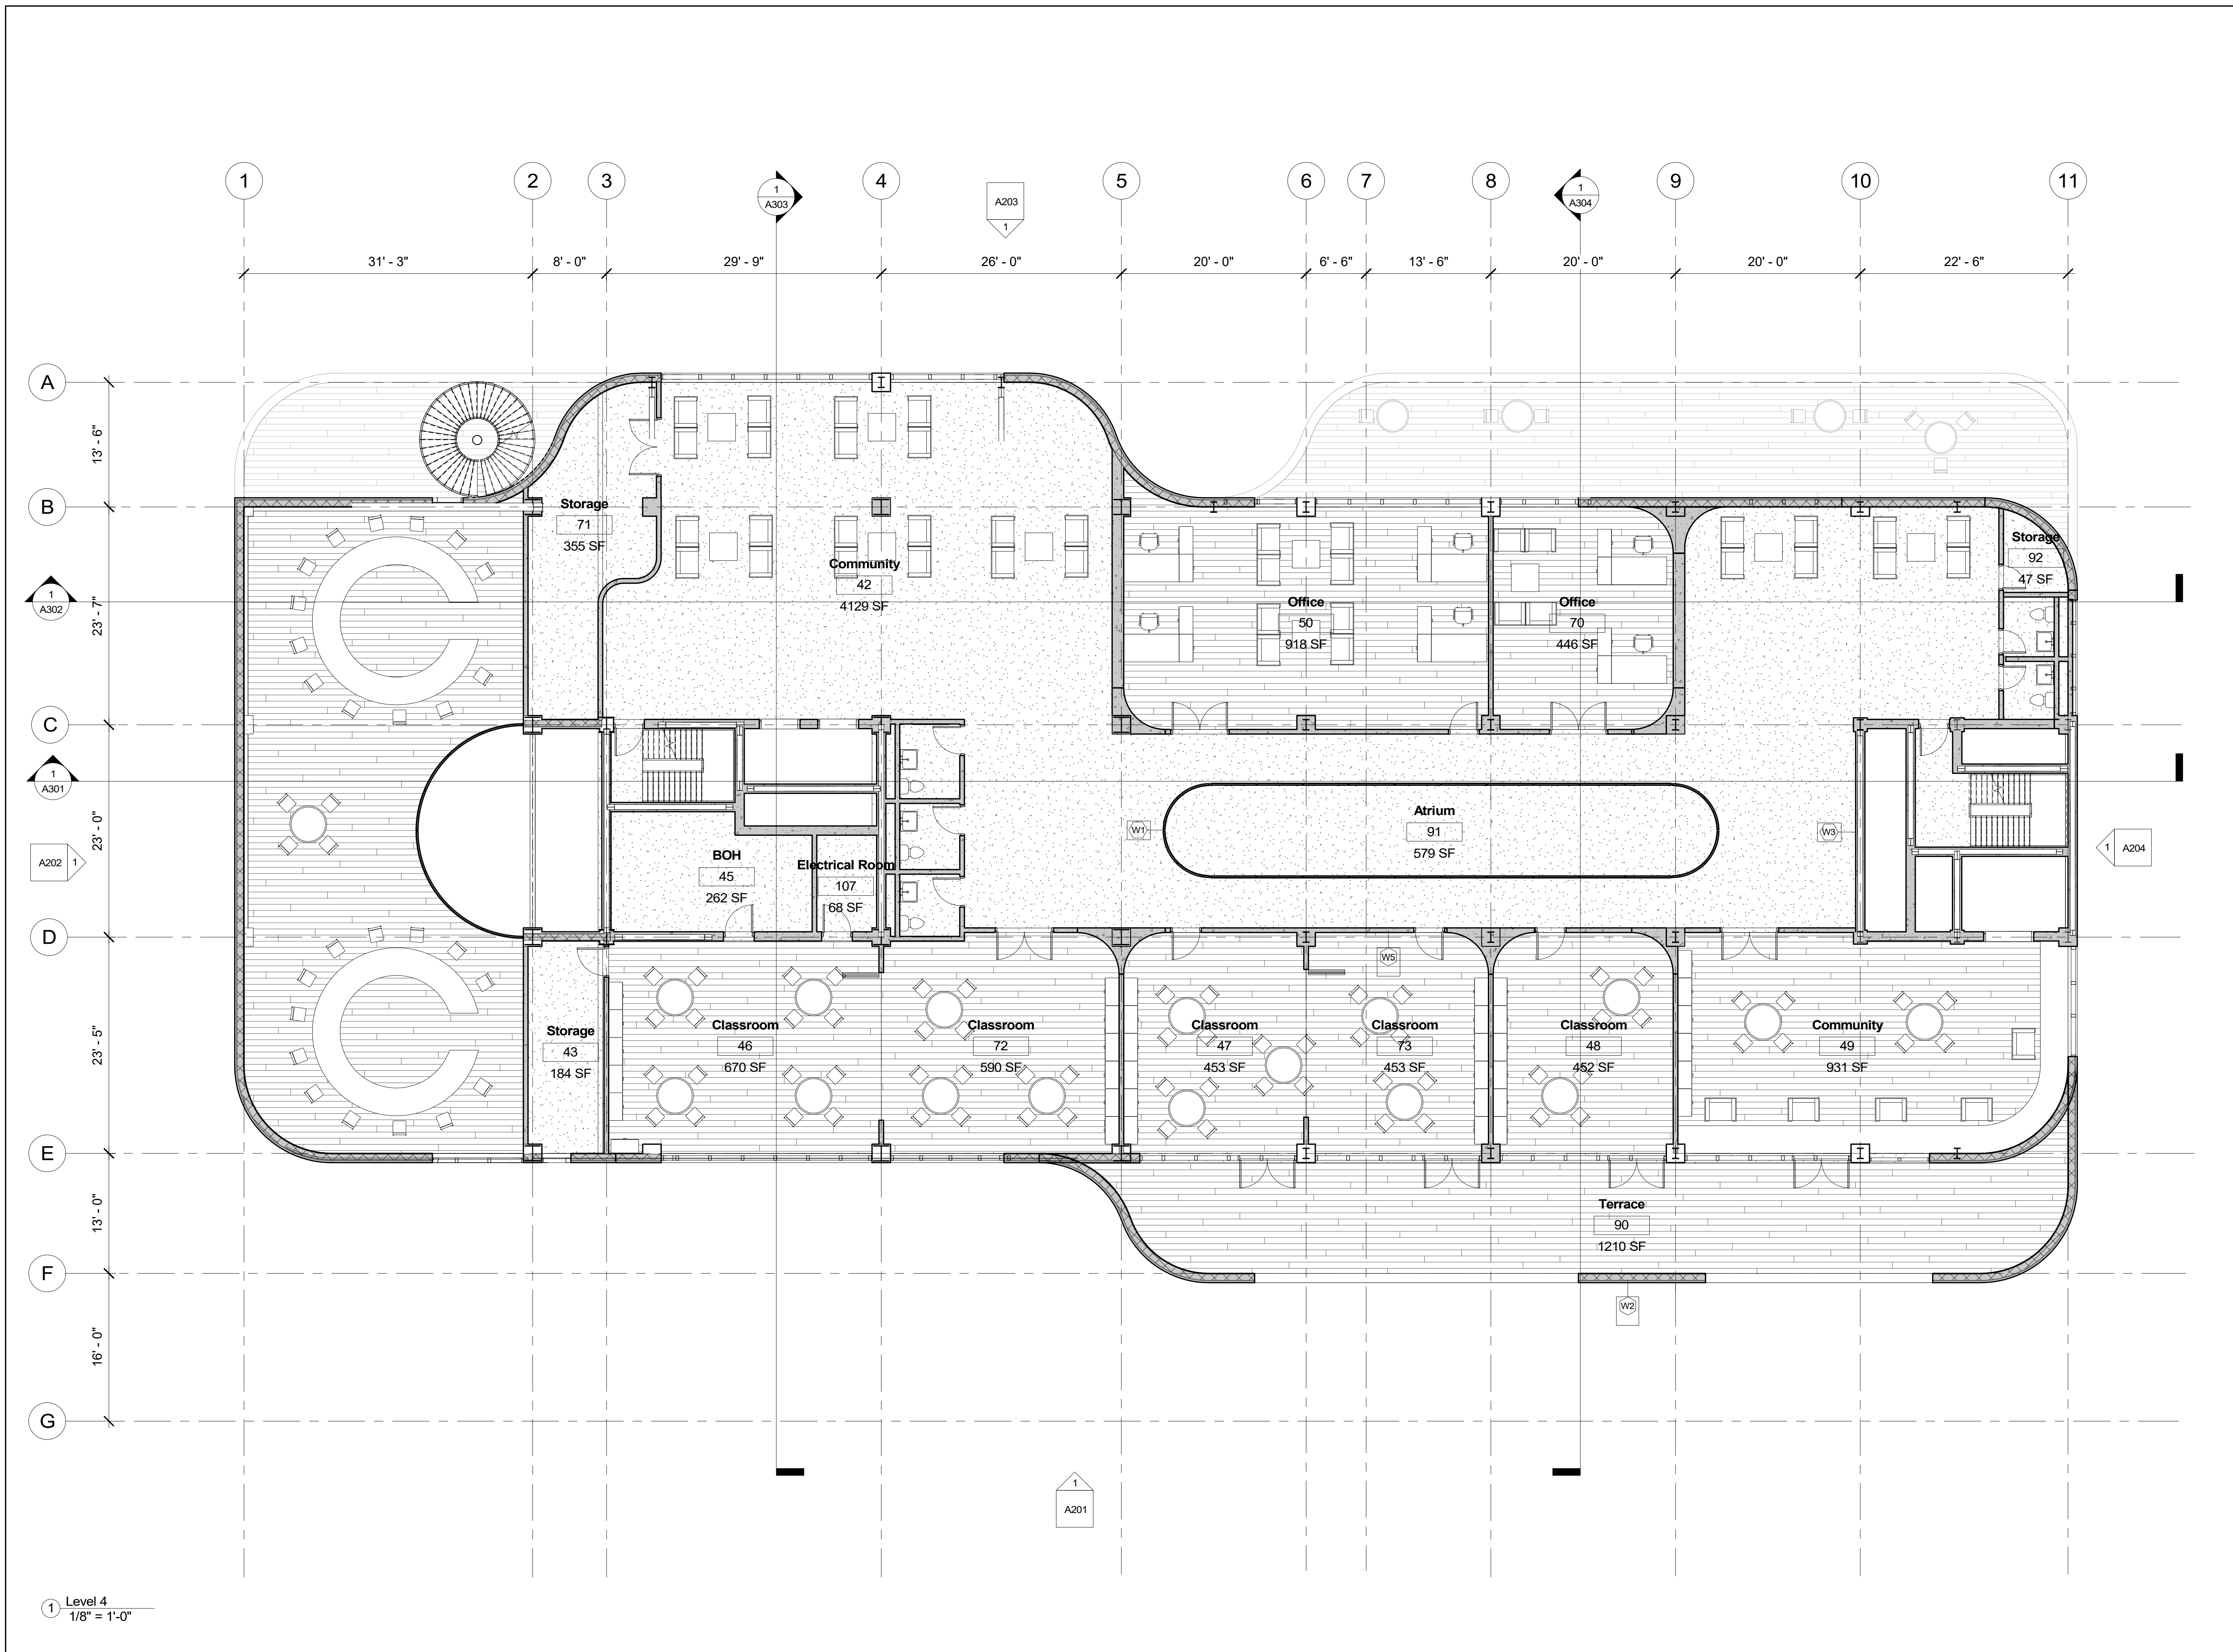 1
2
3
4
5
6
7
8
9
10
11
1
A303
A203
1
1
A304
31' - 3"
8' - 0"
29' - 9"
26' - 0"
20' - 0"
6' - 6"
13' - 6"
20' - 0"
20' - 0"
22' - 6"
A
13' - 6"
B
23' - 7"
C
23' - 0"
D
23' - 5"
E
13' - 0"
F
16' - 0"
G
1
A302
1
A301
A202
1
1
A204
Storage
71
355 SF
Community
42
4129 SF
Office
50
918 SF
Office
70
446 SF
Storage
92
47 SF
Atrium
91
579 SF
W1
W3
BOH
45
262 SF
Electrical Room
107
68 SF
W5
Storage
43
184 SF
Classroom
46
670 SF
Classroom
72
590 SF
Classroom
47
453 SF
Classroom
73
453 SF
Classroom
48
452 SF
Community
49
931 SF
Terrace
90
1210 SF
W2
1
A201
1
Level 4
1/8" = 1'-0"